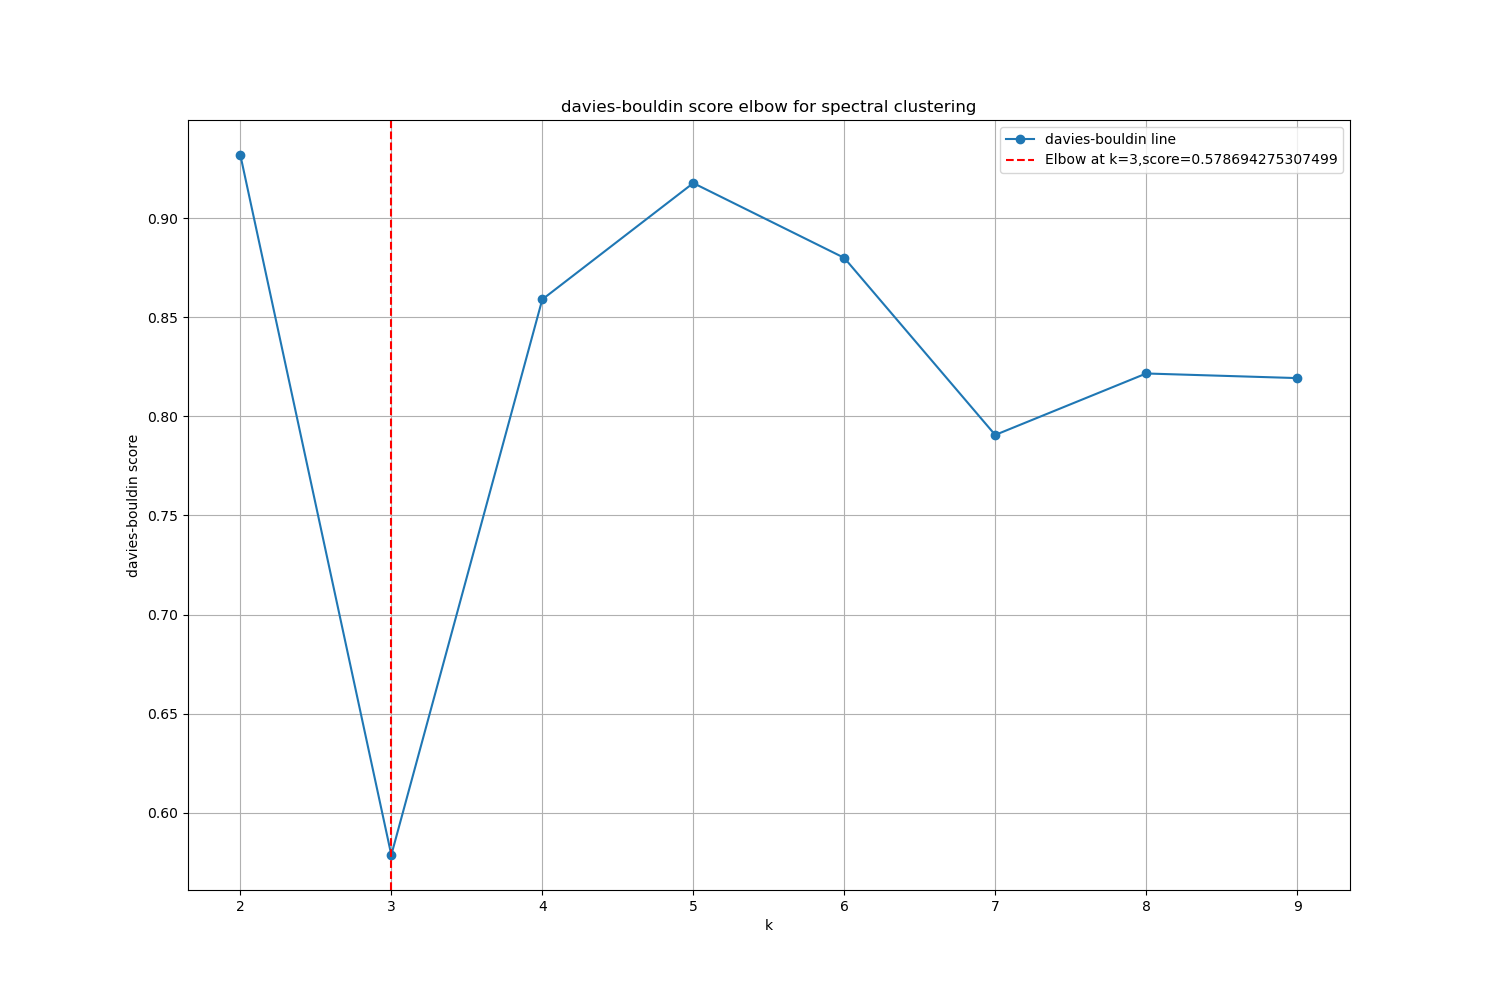 davies-bouldin score elbow for spectral clustering
davies-bouldin line
Elbow at k=3,score=0.578694275307499
davies-bouldin score
0.90
0.85
0.80
0.75
0.70
0.65
0.60
2 3 4 5 6 7 8 9
k